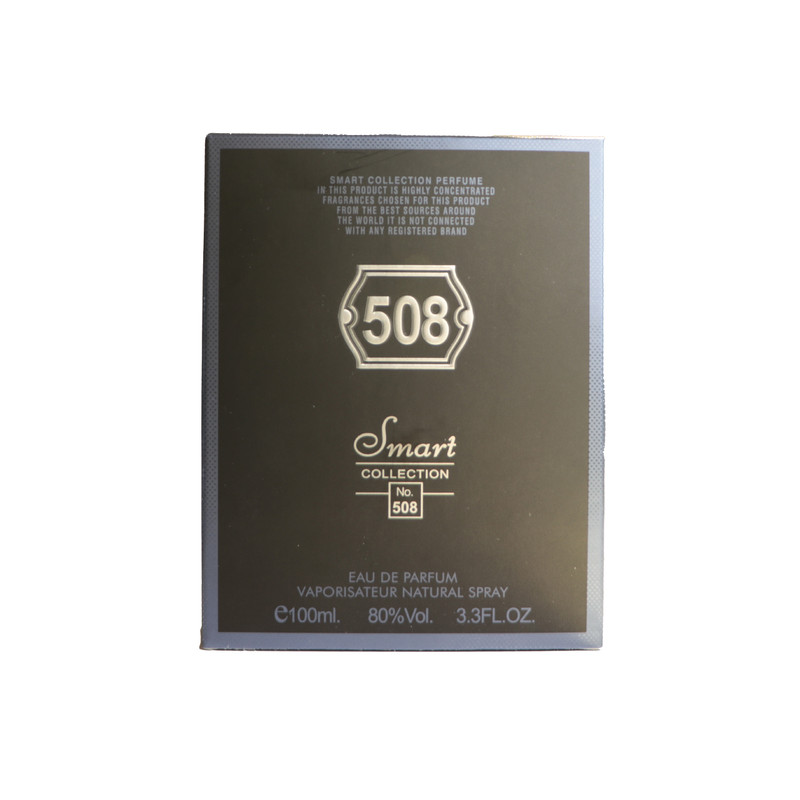 SMART COLLECTION PERFUME
IN THIS PRODUCT IS HIGHLY CONCENTRATED
FRAGRANCES CHOSEN FOR THIS PRODUCT
FROM THE BEST SOURCES AROUND
THE WORLD IT IS NOT CONNECTED
WITH ANY REGISTERED BRAND
508
Smart
COLLECTION
No.
508
EAU DE PARFUM
VAPORISATEUR NATURAL SPRAY
e100ml. 80%Vol. 3.3FL.OZ.